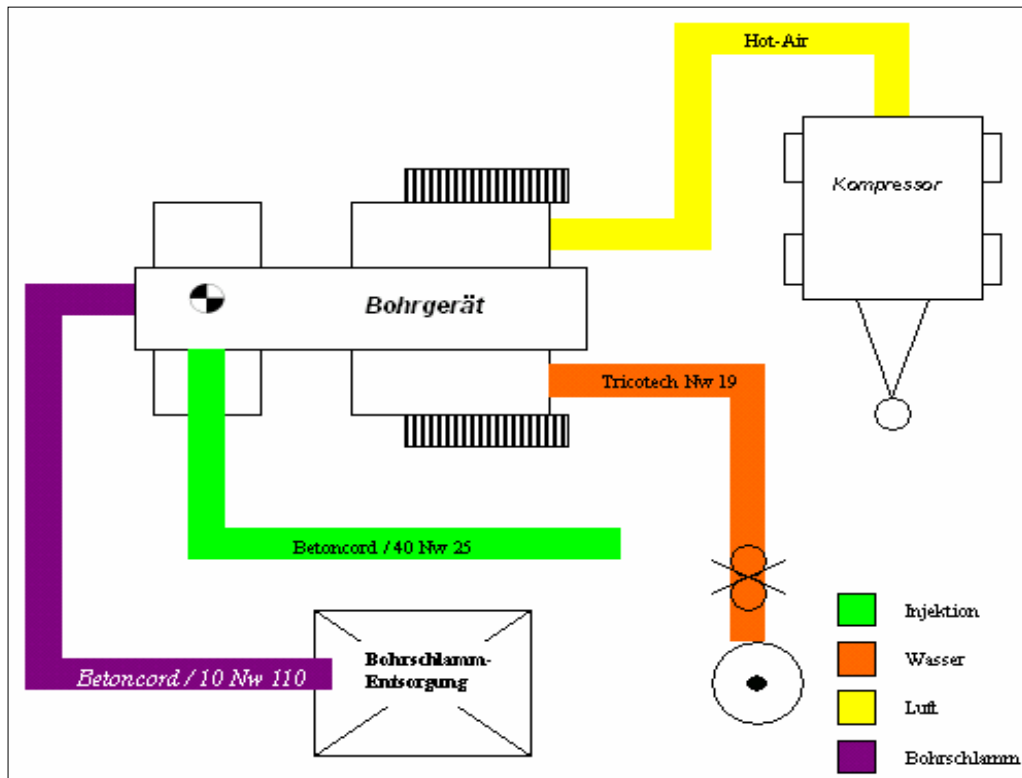 Hot-Air
Kompressor
Bohrgerät
Tricotech Nw 19
Betoncord / 40 Nw 25
Bohrschlamm-
Entsorgung
Betoncord / 10 Nw 110
Injektion
Wasser
Luft
Bohrschlamm